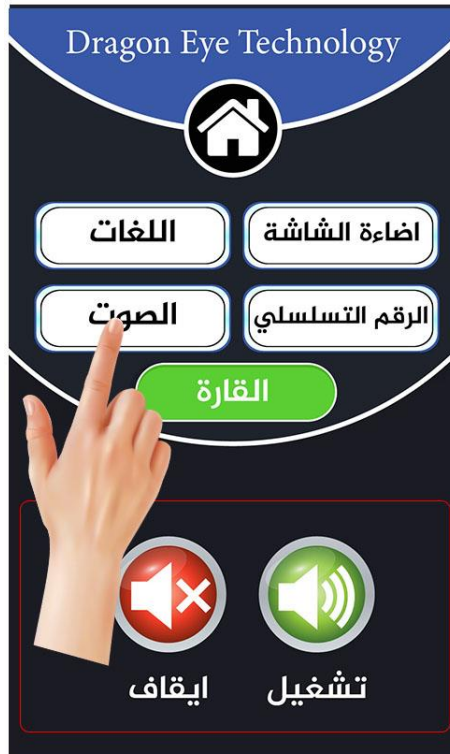 Dragon Eye Technology
اضاءة الشاشة
اللغات
الرقم التسلسلي
الصوت
القارة
تشغيل
ايقاف